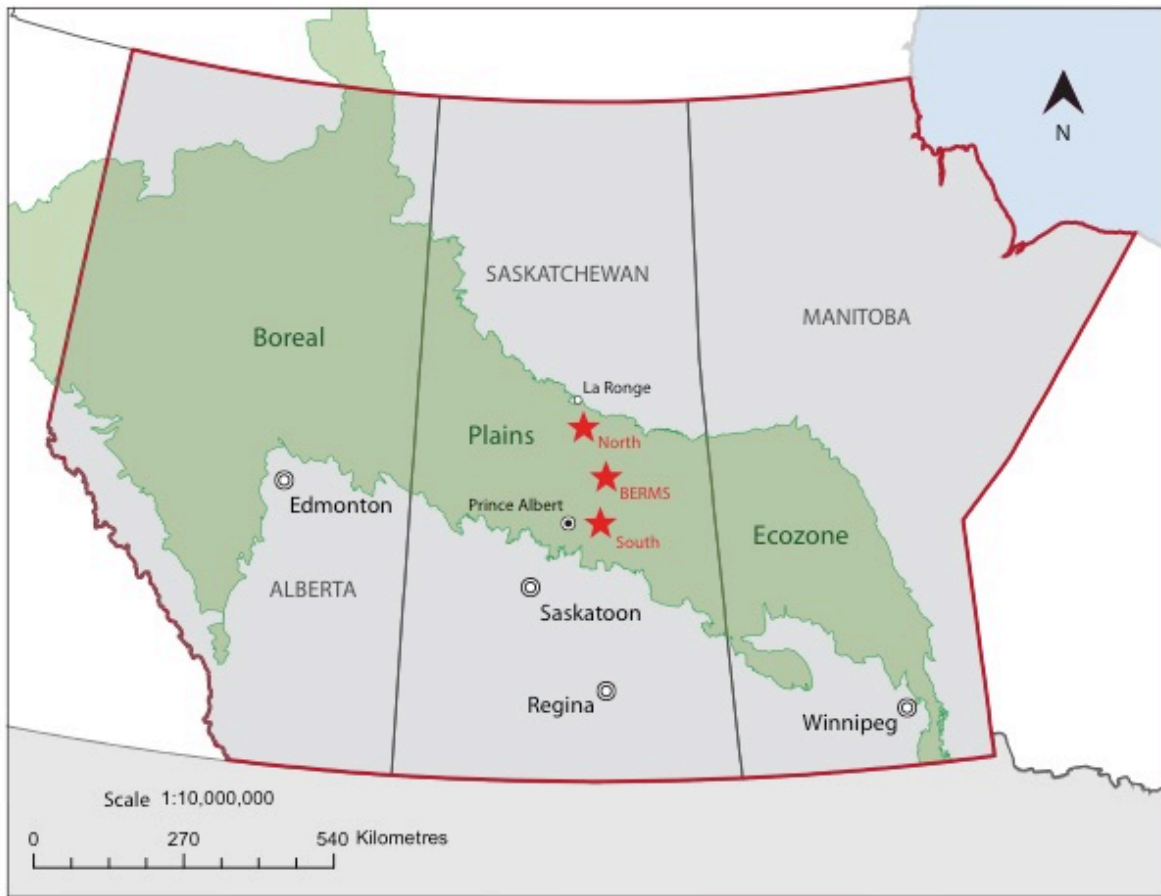 N
SASKATCHEWAN
MANITOBA
Boreal
La Ronge
Plains
North
BERMS
Edmonton
Prince Albert
South
Ecozone
ALBERTA
Saskatoon
Regina
Winnipeg
Scale 1:10,000,000
0 270 540 Kilometres